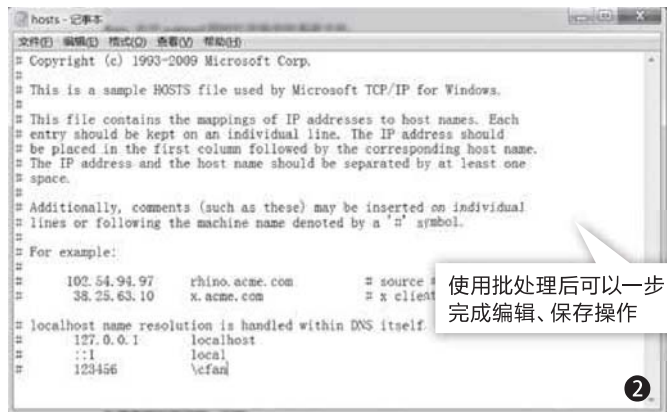 hosts - 记事本
文件(F) 编辑(E) 格式(O) 查看(V) 帮助(H)
# Copyright (c) 1993-2009 Microsoft Corp.
#
# This is a sample HOSTS file used by Microsoft TCP/IP for Windows.
#
# This file contains the mappings of IP addresses to host names. Each
# entry should be kept on an individual line. The IP address should
# be placed in the first column followed by the corresponding host name.
# The IP address and the host name should be separated by at least one
# space.
#
# Additionally, comments (such as these) may be inserted on individual
# lines or following the machine name denoted by a '#' symbol.
#
# For example:
#
# 102.54.94.97 rhino.acme.com # source
# 38.25.63.10 x.acme.com # x client
# localhost name resolution is handled within DNS itself.
# 127.0.0.1 localhost
# ::1 local
# 123456 \cfan
使用批处理后可以一步
完成编辑、保存操作
❷